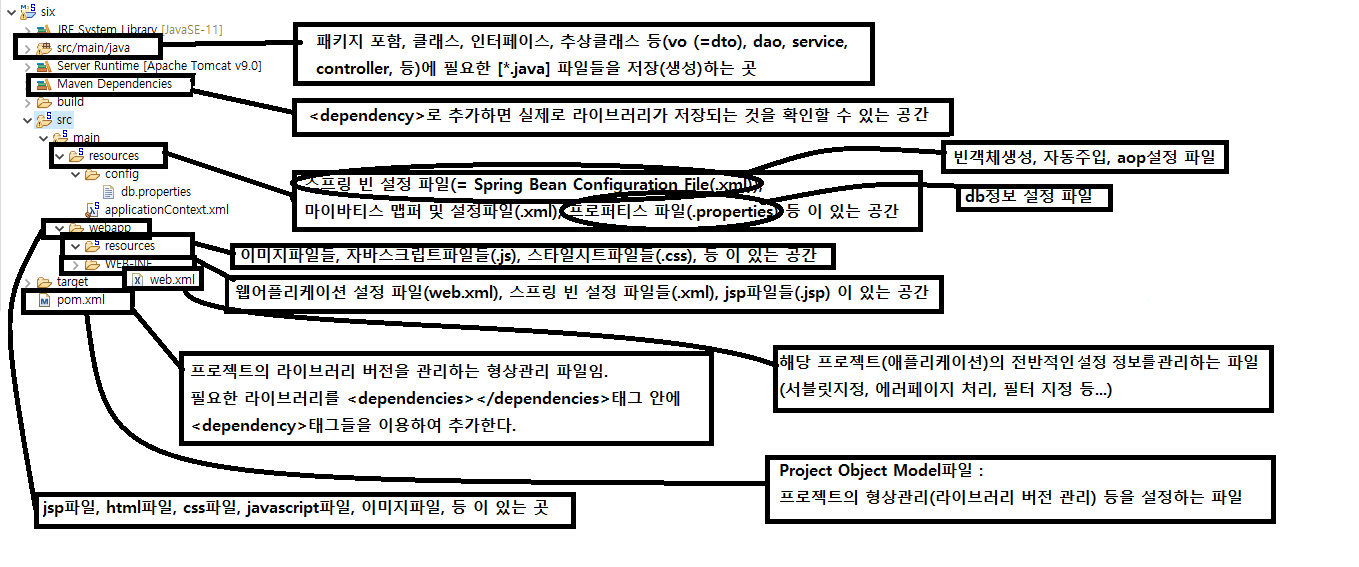 six
JRE System Library [JavaSE-11]
src/main/java
패키지 포함, 클래스, 인터페이스, 추상클래스 등(vo (=dto), dao, service,
controller, 등)에 필요한 [*.java] 파일들을 저장(생성)하는 곳
Server Runtime [Apache Tomcat v9.0]
Maven Dependencies
build
<dependency>로 추가하면 실제로 라이브러리가 저장되는 것을 확인할 수 있는 공간
src
main
resources
빈객체생성, 자동주입, aop설정 파일
config
스프링 빈 설정 파일(= Spring Bean Configuration File(.xml)),
db.properties
db정보 설정 파일
applicationContext.xml
마이바티스 맵퍼 및 설정파일(.xml), 프로퍼티스 파일(.properties) 등 이 있는 공간
webapp
resources
이미지파일들, 자바스크립트파일들(.js), 스타일시트파일들(.css), 등 이 있는 공간
WEB-INF
target
web.xml
웹어플리케이션 설정 파일(web.xml), 스프링 빈 설정 파일들(.xml), jsp파일들(.jsp) 이 있는 공간
pom.xml
해당 프로젝트(애플리케이션)의 전반적인설정 정보를관리하는 파일
(서블릿지정, 에러페이지 처리, 필터 지정 등...)
프로젝트의 라이브러리 버전을 관리하는 형상관리 파일임.
필요한 라이브러리를 <dependencies></dependencies>태그 안에
<dependency>태그들을 이용하여 추가한다.
Project Object Model파일 :
프로젝트의 형상관리(라이브러리 버전 관리) 등을 설정하는 파일
jsp파일, html파일, css파일, javascript파일, 이미지파일, 등 이 있는 곳